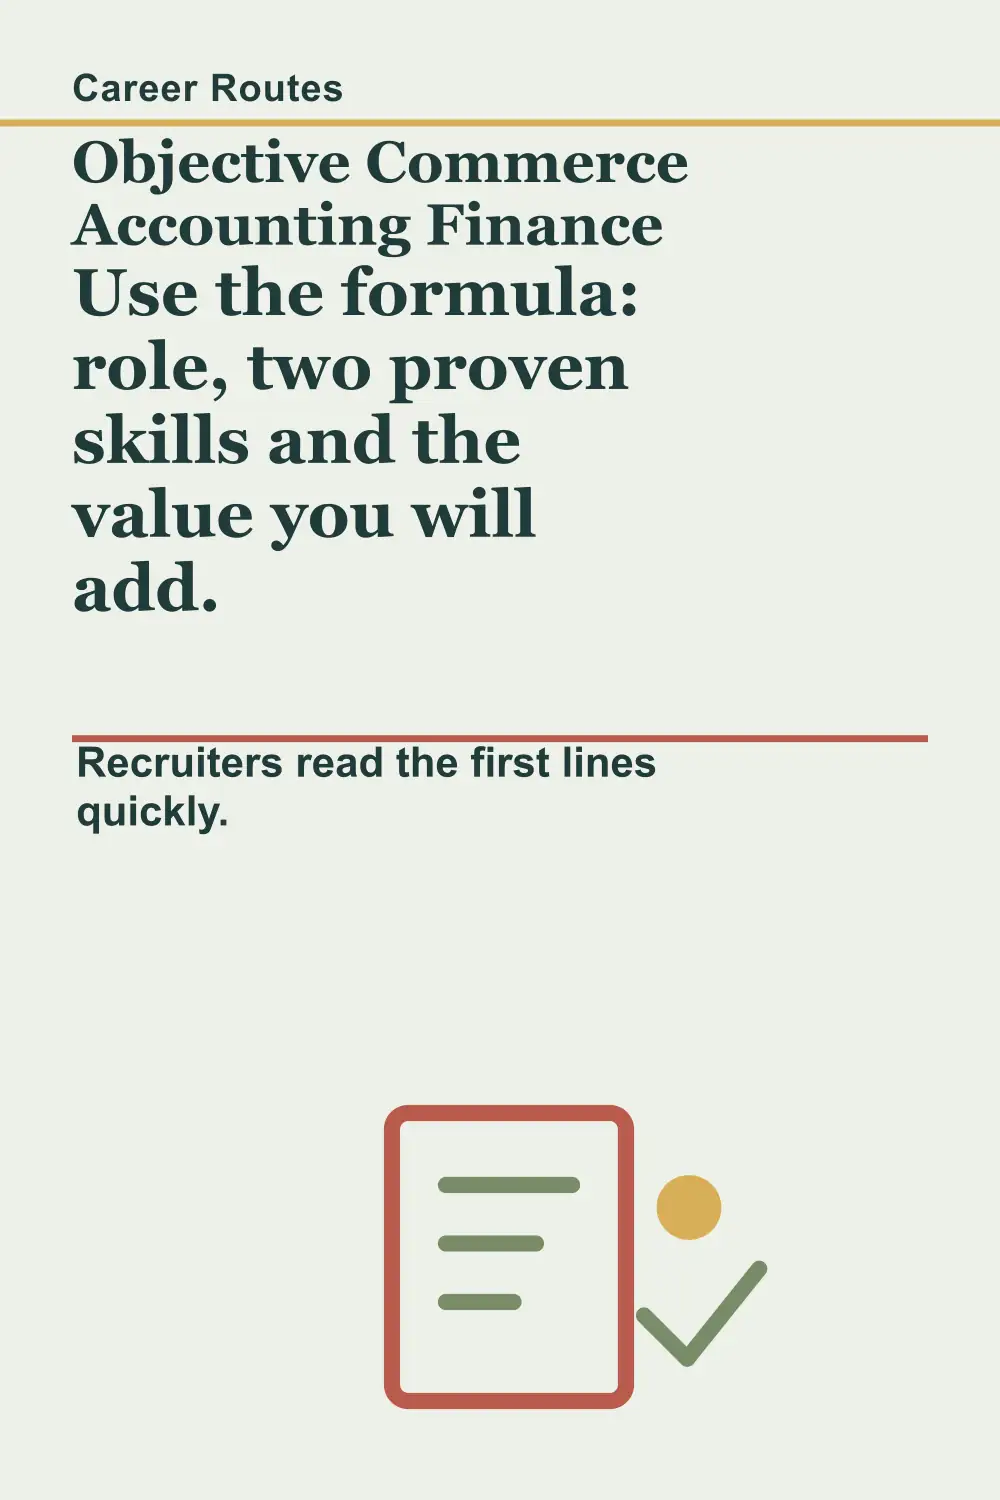 Career Routes
Objective Commerce
Accounting Finance
Use the formula:
role, two proven
skills and the
value you will
add.
Recruiters read the first lines
quickly.